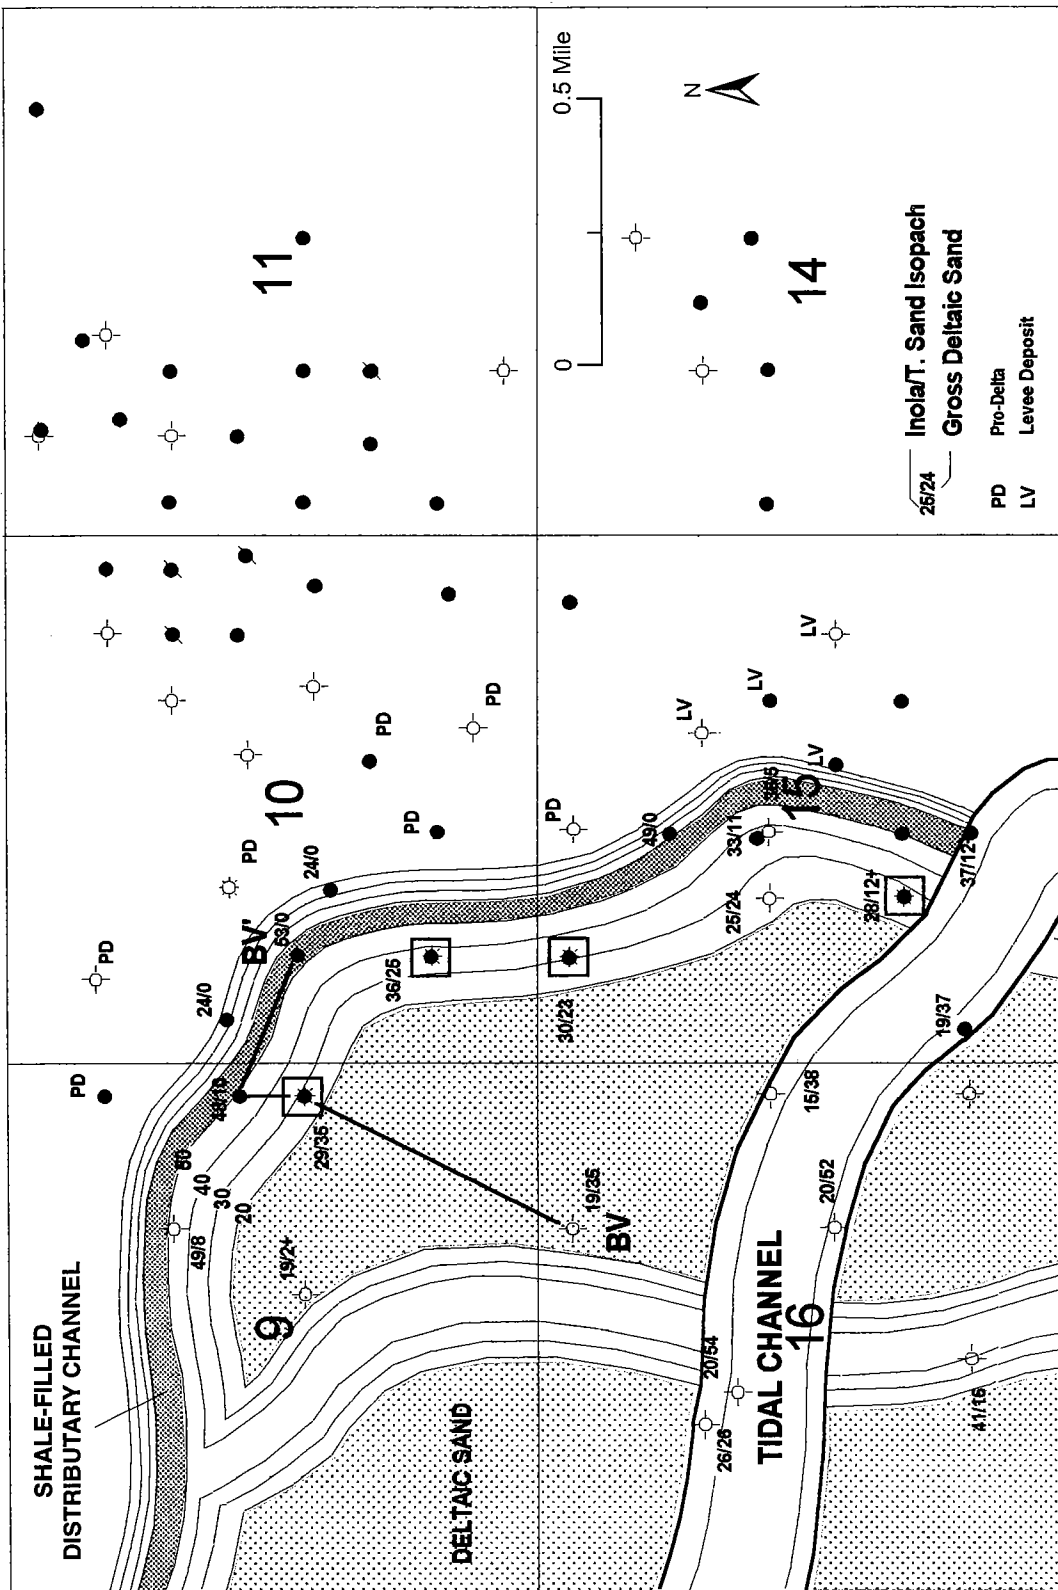 SHALE-FILLED
DISTRIBUTARY CHANNEL
PD
PD
PD
24/0
BV'
53/0
24/0
10
11
PD
PD
PD
49/8
50
40
30
20
29/35
36/25
9
19/2+
0.5 Mile
0
N
DELTAIC SAND
BV
19/35
30/23
PD
49/0
LV
LV
LV
LV
33/11
15
25/24
28/12+
37/12+
14
26/26
20/54
TIDAL CHANNEL
16
20/52
15/38
19/37
41/16
25/24
Inola/T. Sand Isopach
Gross Deltaic Sand
PD
Pro-Delta
LV
Levee Deposit